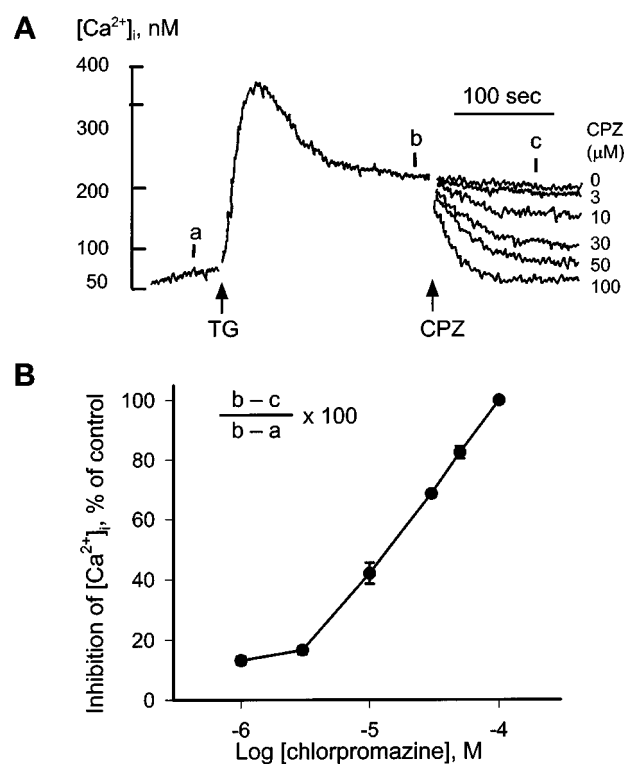 A
[Ca²⁺]ᵢ, nM
400
300
200
100
50
a
b
c
100 sec
CPZ
(μM)
0
3
10
30
50
100
TG
CPZ
B
b – c
b – a
x 100
Inhibition of [Ca²⁺]ᵢ, % of control
100
80
60
40
20
0
-6
-5
-4
Log [chlorpromazine], M